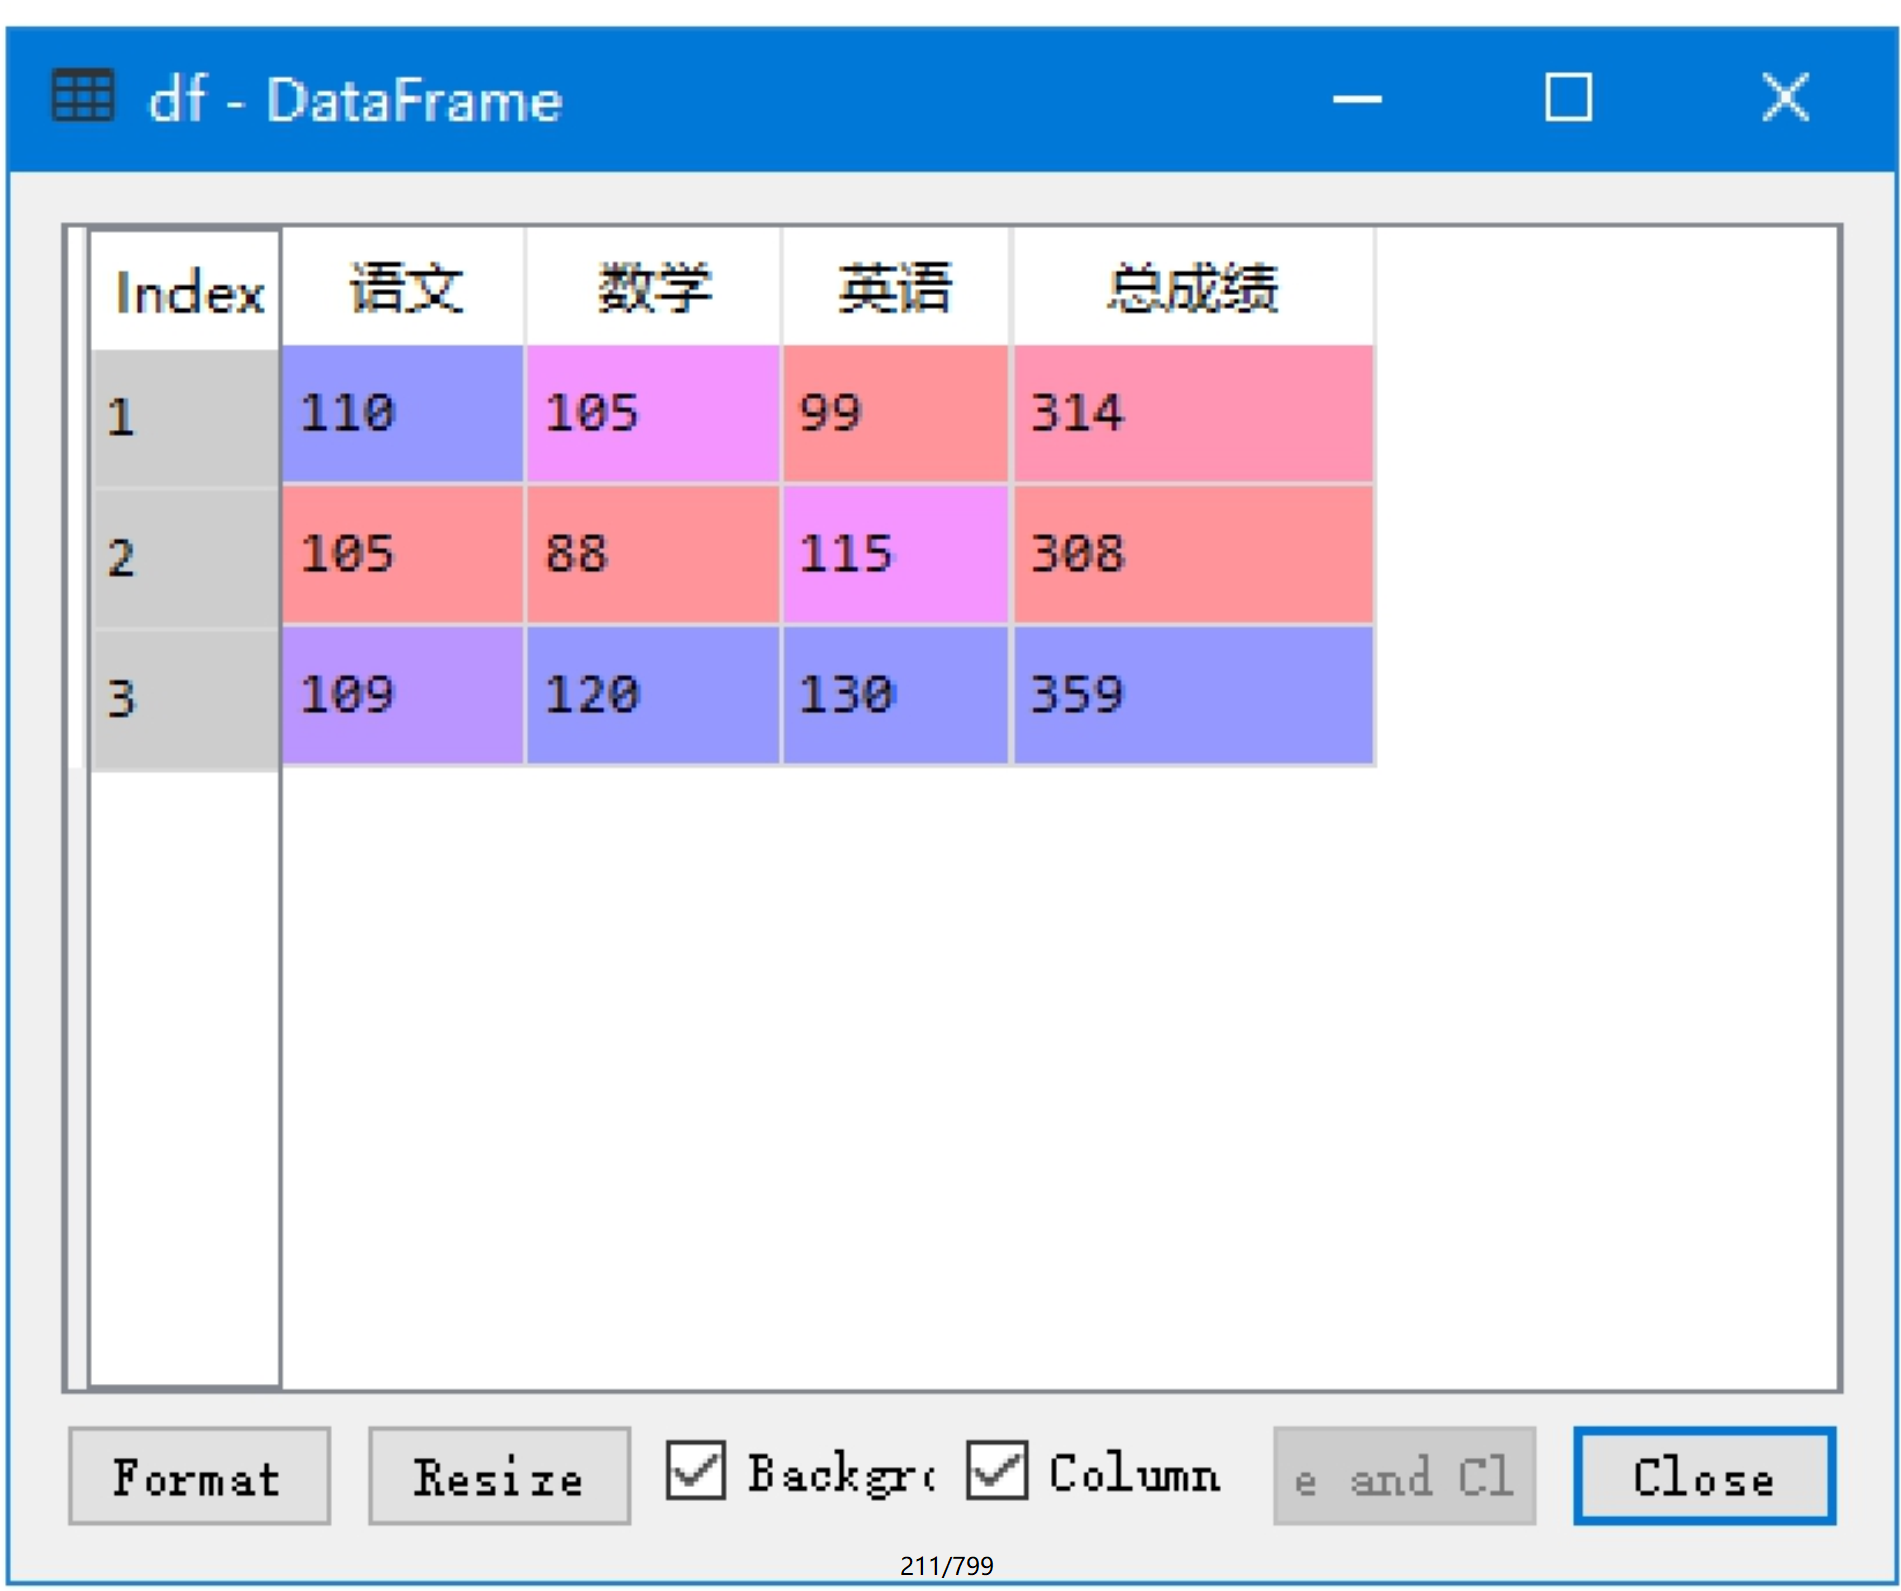 df - DataFrame
Index 语文 数学 英语 总成绩
1 110 105 99 314
2 105 88 115 308
3 109 120 130 359
Format Resize Backgr Column e and Cl Close
211/799